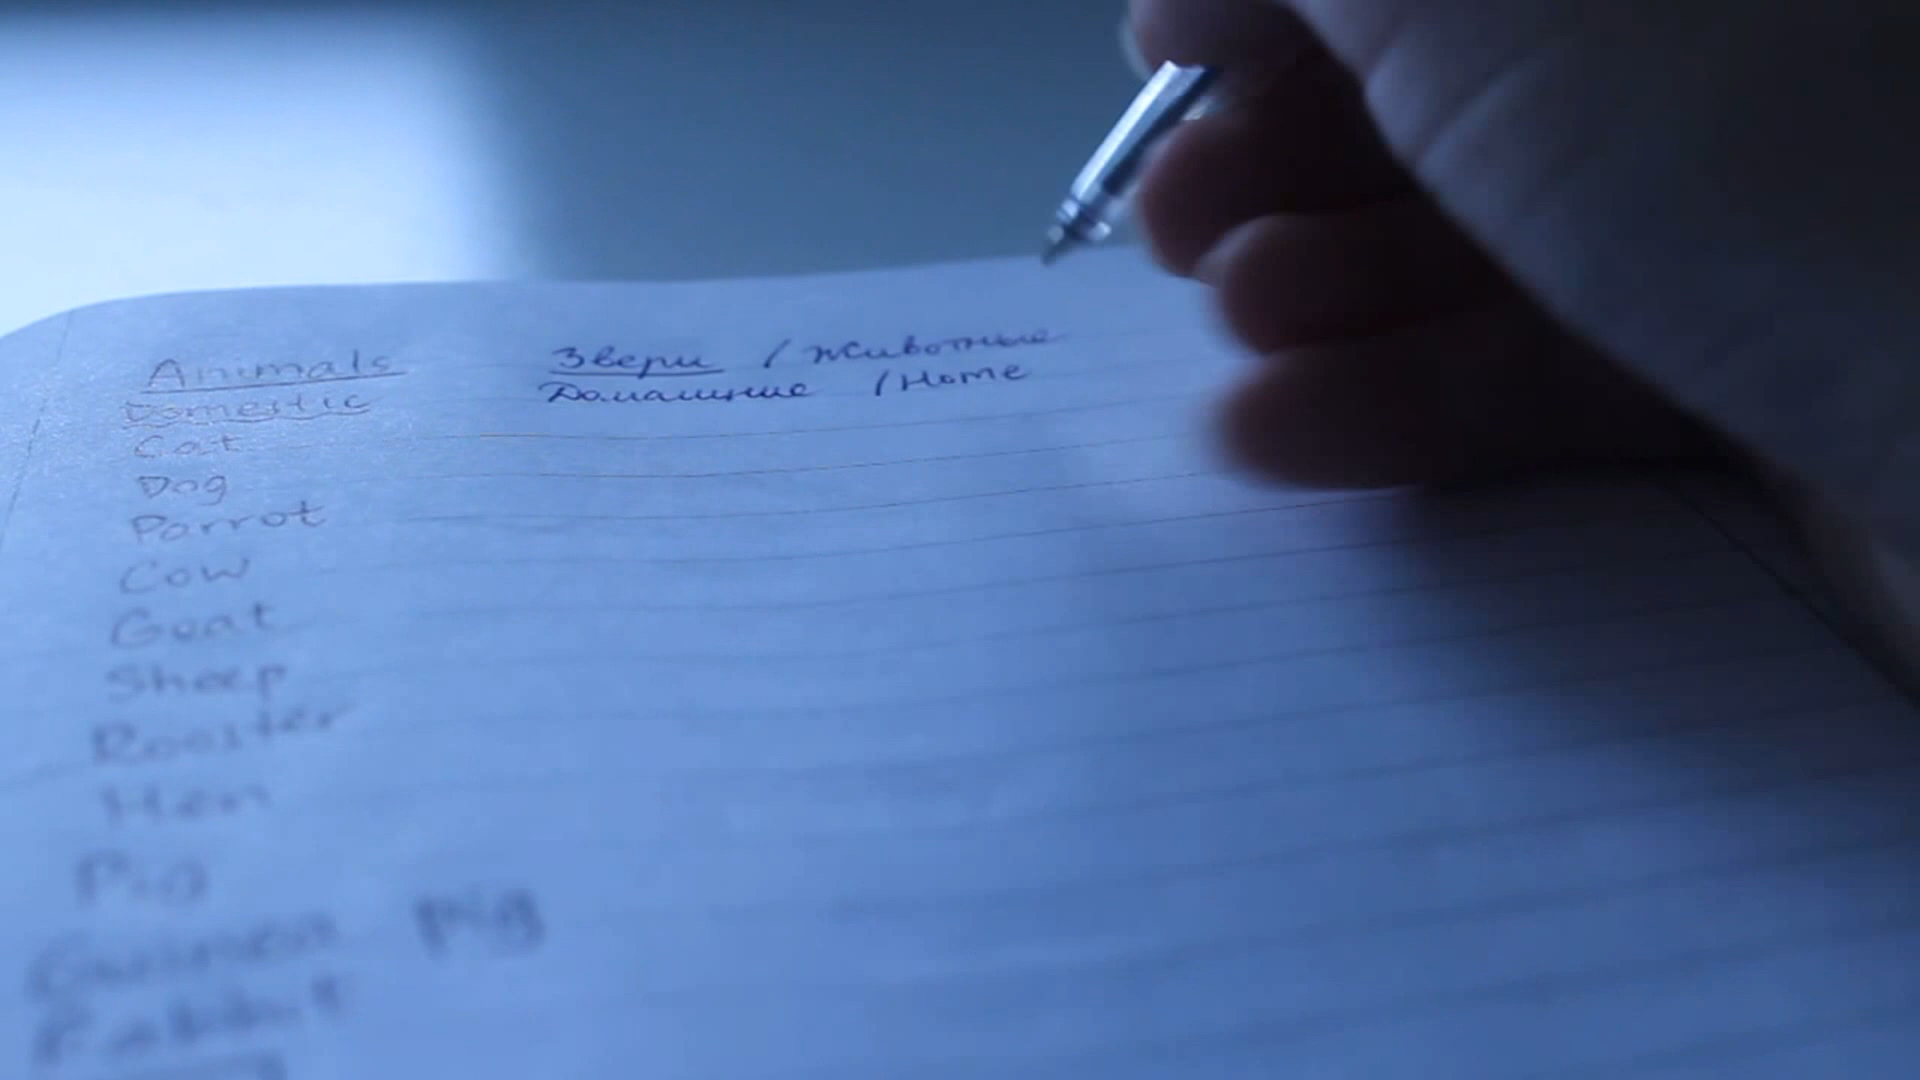 Animals Звери / Животные
Domestic Домашние / Home
Cat
Dog
Parrot
Cow
Goat
Sheep
Rooster
Hen
Pig
Guinea pig
Rabbit